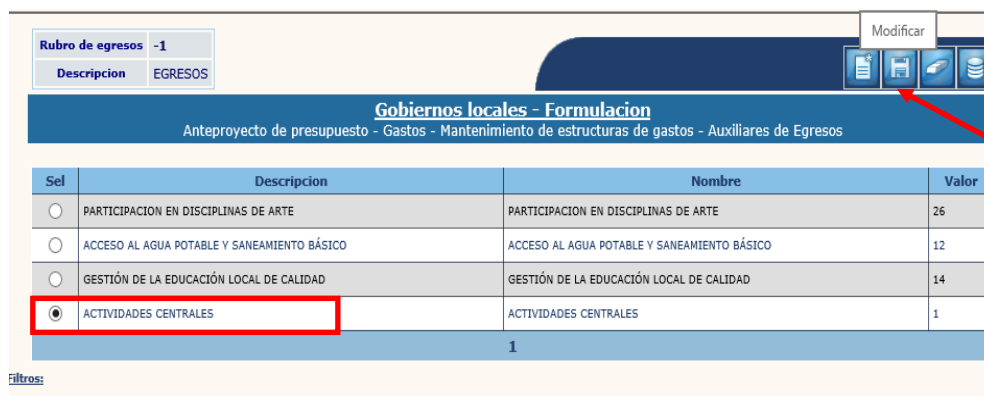 Modificar
Rubro de egresos -1
Descripcion EGRESOS
Gobiernos locales - Formulacion
Anteproyecto de presupuesto - Gastos - Mantenimiento de estructuras de gastos - Auxiliares de Egresos
Sel Descripcion Nombre Valor
PARTICIPACION EN DISCIPLINAS DE ARTE PARTICIPACION EN DISCIPLINAS DE ARTE 26
ACCESO AL AGUA POTABLE Y SANEAMIENTO BÁSICO ACCESO AL AGUA POTABLE Y SANEAMIENTO BÁSICO 12
GESTIÓN DE LA EDUCACIÓN LOCAL DE CALIDAD GESTIÓN DE LA EDUCACIÓN LOCAL DE CALIDAD 14
ACTIVIDADES CENTRALES ACTIVIDADES CENTRALES 1
1
Filtros: